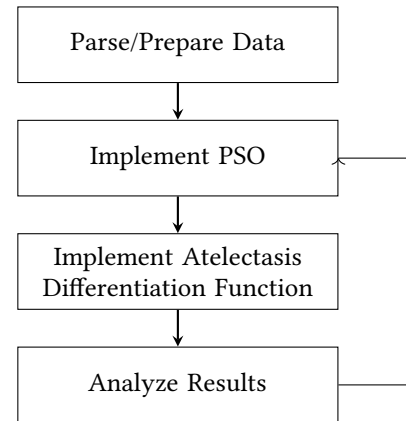 Parse/Prepare Data
Implement PSO
Implement Atelectasis
Differentiation Function
Analyze Results